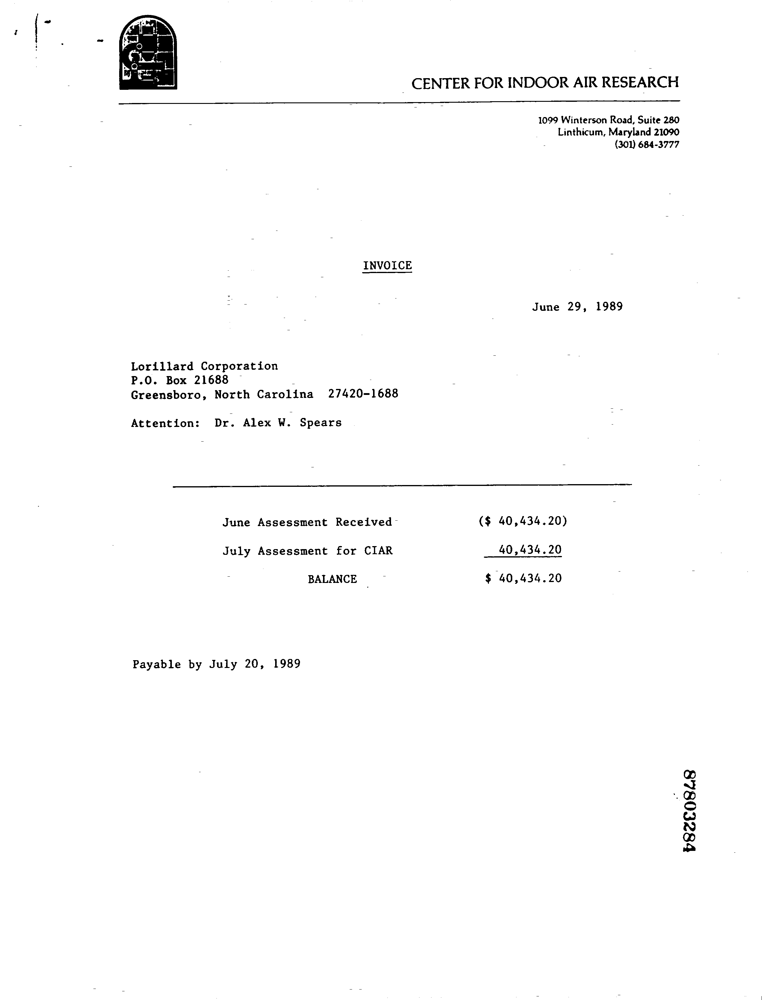 CENTER FOR INDOOR AIR RESEARCH
1099 Winterson Road, Suite 280
Linthicum, Maryland 21090
(301) 684-3777
INVOICE
June 29, 1989
Lorillard Corporation
P.O. Box 21688
Greensboro, North Carolina 27420-1688
Attention: Dr. Alex W. Spears
June Assessment Received ($ 40,434.20)
July Assessment for CIAR 40,434.20
BALANCE $ 40,434.20
Payable by July 20, 1989
87803284